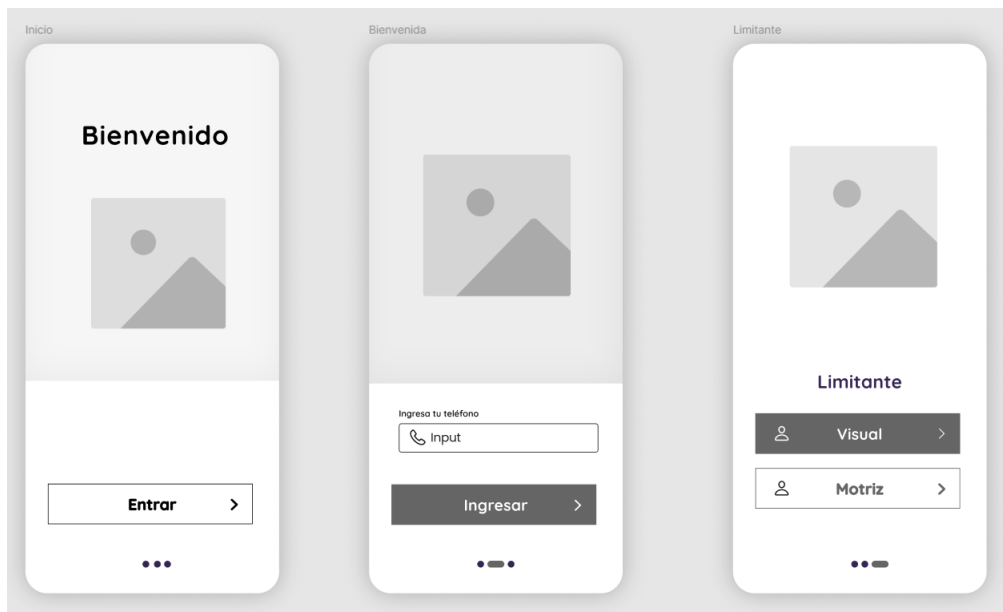 Inicio
Bienvenido
Entrar
Bienvenida
Ingresa tu teléfono
Input
Ingresar
Limitante
Limitante
Visual
Motriz